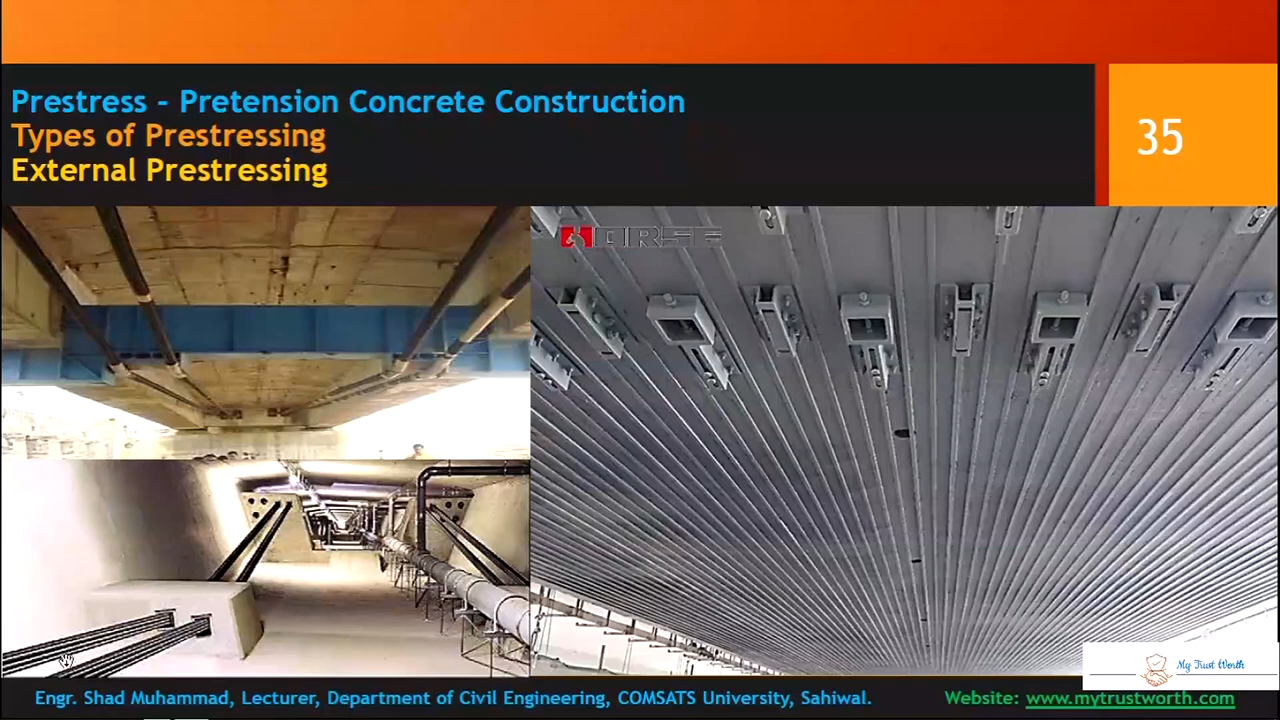 Prestress - Pretension Concrete Construction
Types of Prestressing
External Prestressing
35
HORSE
My Trust Worth
Engr. Shad Muhammad, Lecturer, Department of Civil Engineering, COMSATS University, Sahiwal.
Website: www.mytrustworth.com